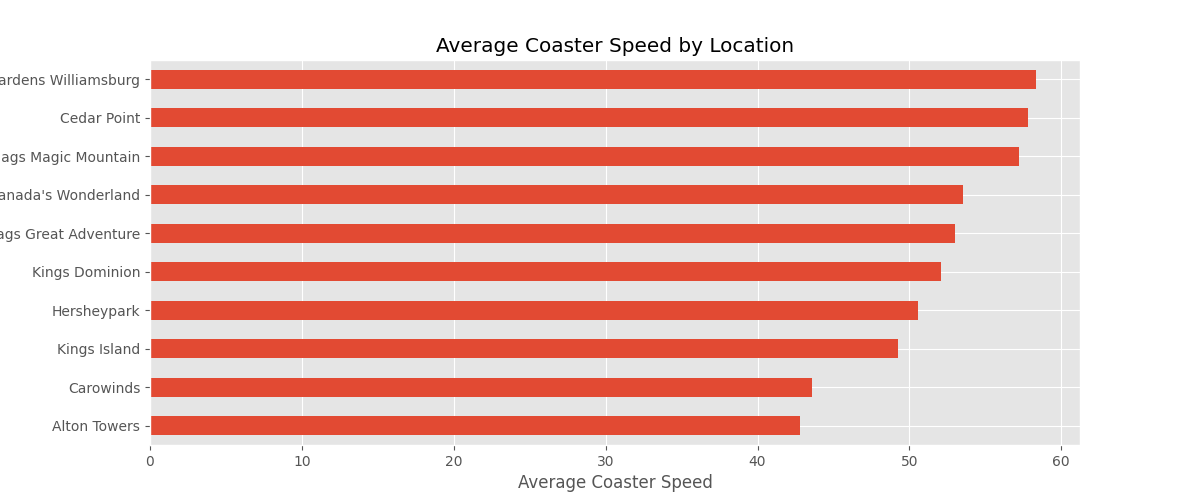 Average Coaster Speed by Location
ardens Williamsburg
Cedar Point
ags Magic Mountain
anada's Wonderland
ags Great Adventure
Kings Dominion
Hersheypark
Kings Island
Carowinds
Alton Towers
0 10 20 30 40 50 60
Average Coaster Speed